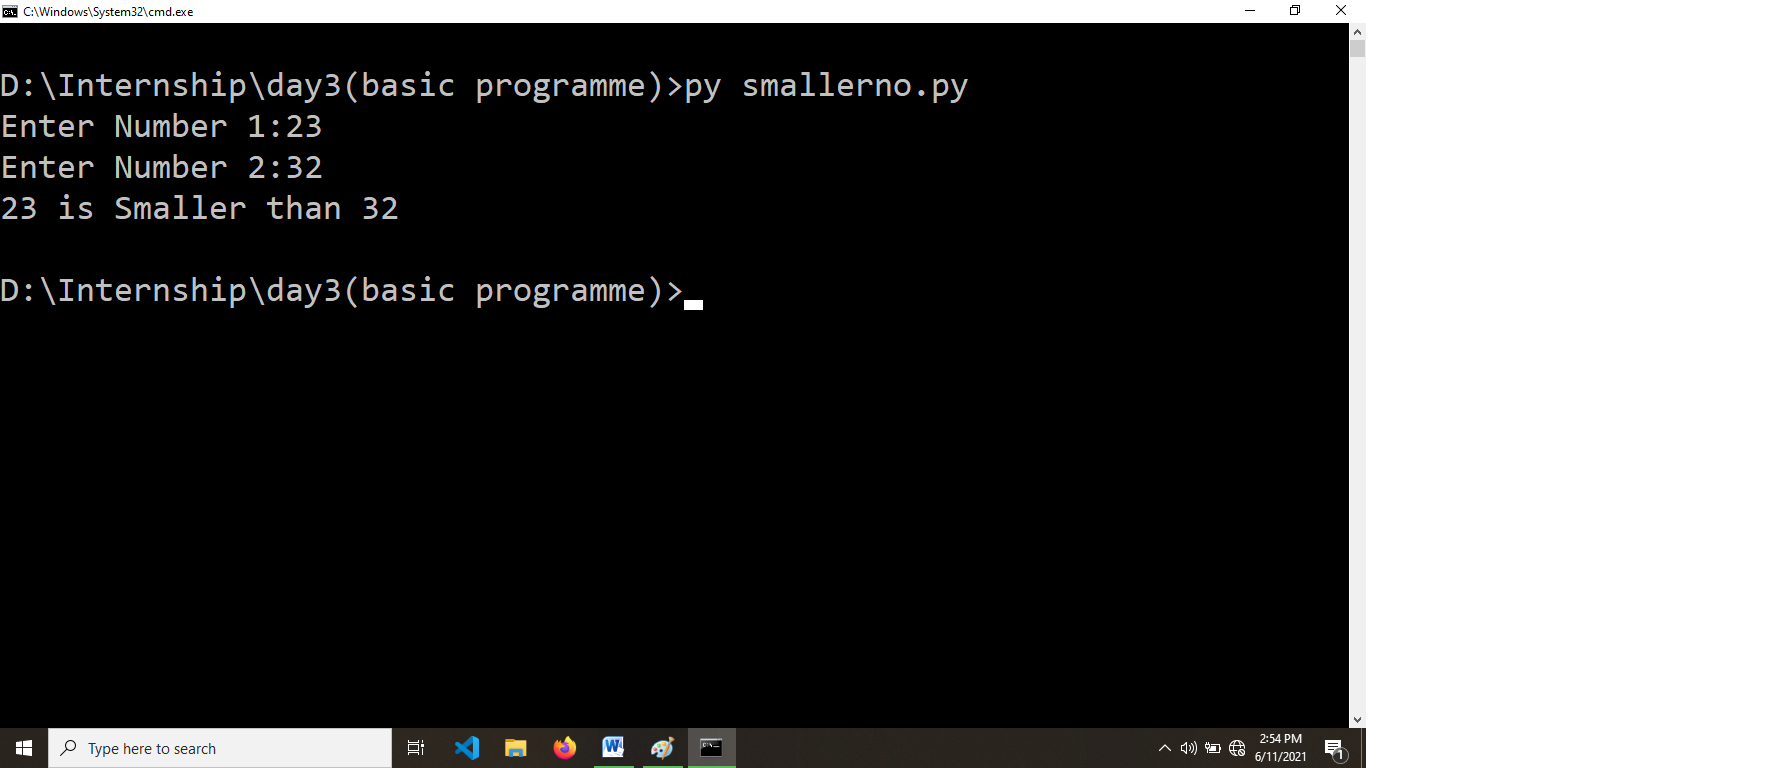 C:\Windows\System32\cmd.exe
D:\Internship\day3(basic programme)>py smallerno.py
Enter Number 1:23
Enter Number 2:32
23 is Smaller than 32
D:\Internship\day3(basic programme)>
Type here to search
2:54 PM
6/11/2021
1